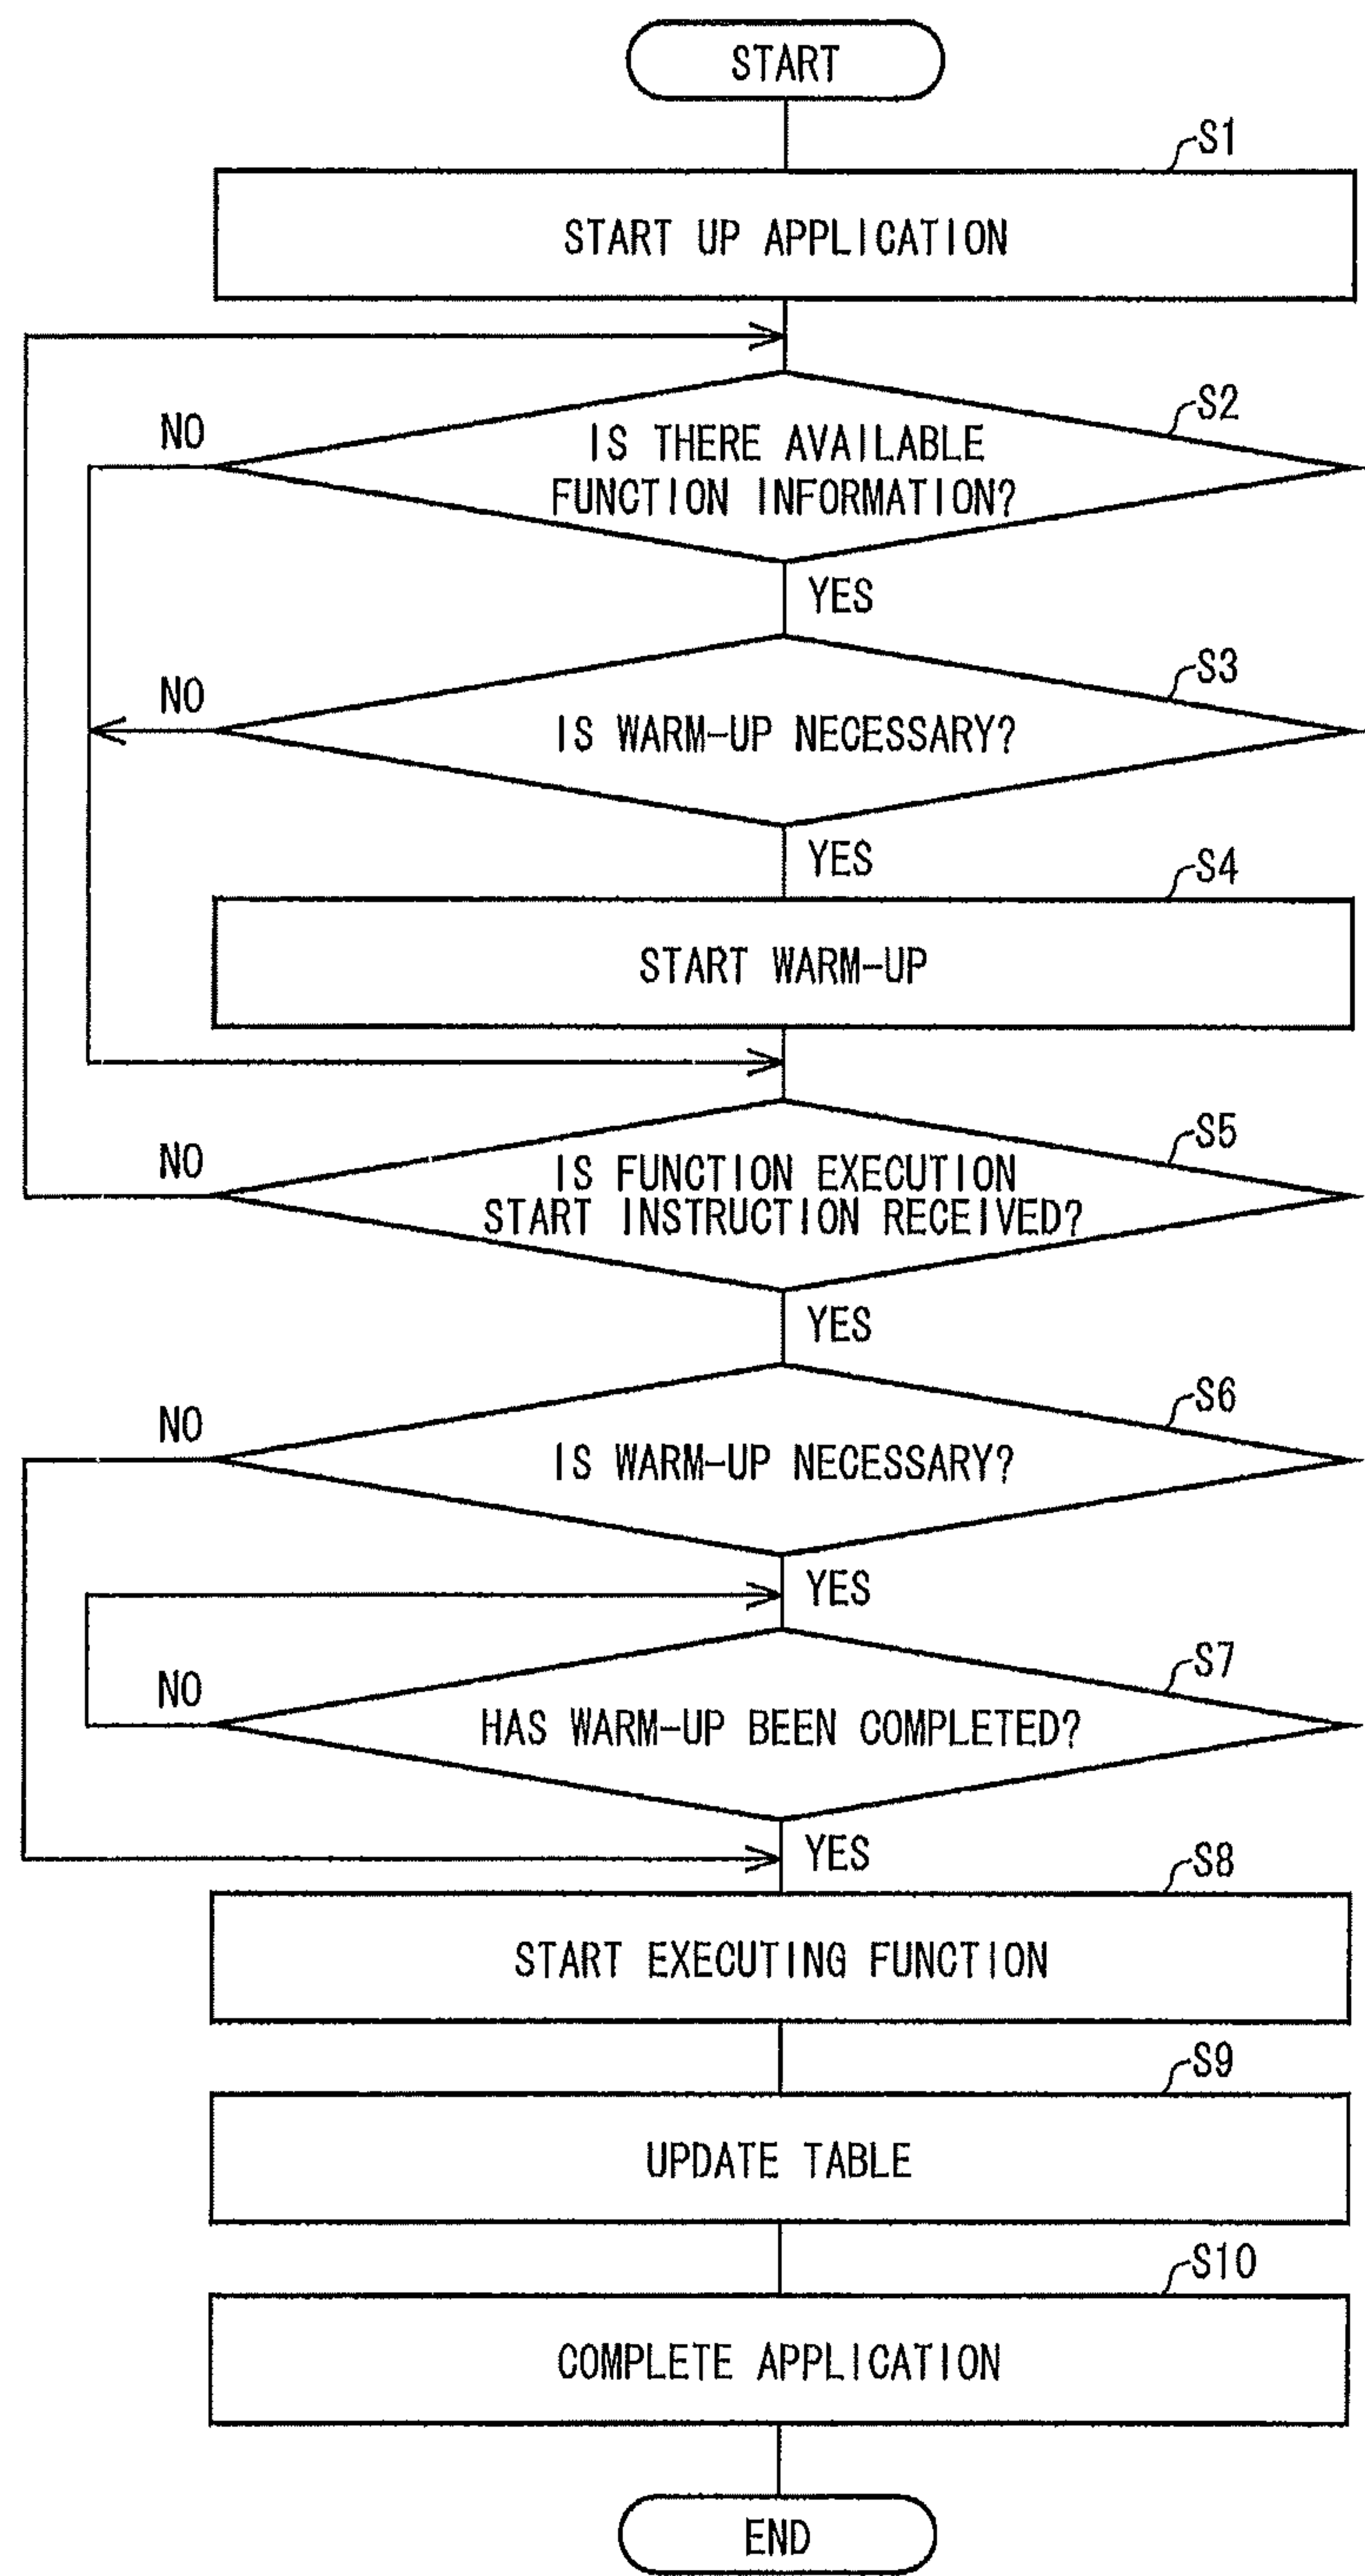 START
S1
START UP APPLICATION
S2
NO
IS THERE AVAILABLE
FUNCTION INFORMATION?
YES
S3
NO
IS WARM-UP NECESSARY?
YES
S4
START WARM-UP
S5
NO
IS FUNCTION EXECUTION
START INSTRUCTION RECEIVED?
YES
S6
NO
IS WARM-UP NECESSARY?
YES
S7
NO
HAS WARM-UP BEEN COMPLETED?
YES
S8
START EXECUTING FUNCTION
S9
UPDATE TABLE
S10
COMPLETE APPLICATION
END